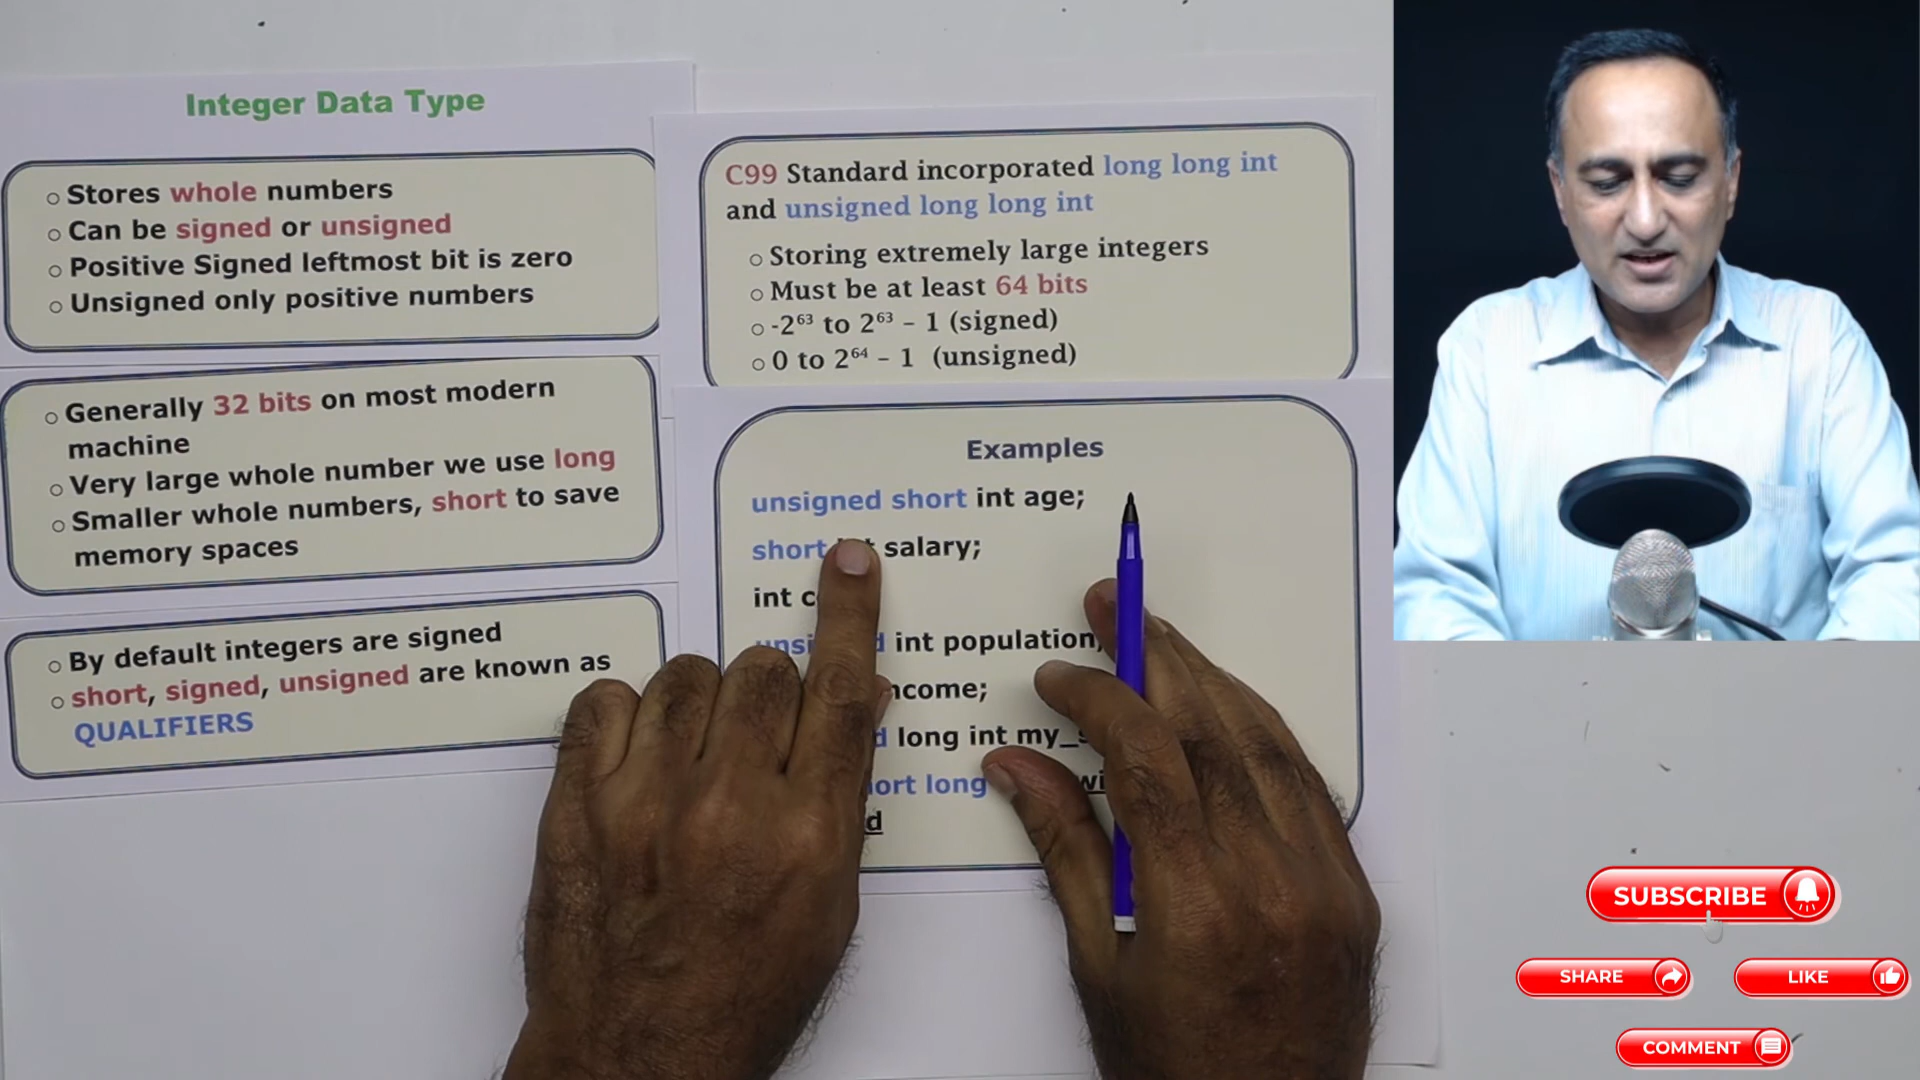 Integer Data Type
○ Stores whole numbers
○ Can be signed or unsigned
○ Positive Signed leftmost bit is zero
○ Unsigned only positive numbers
○ Generally 32 bits on most modern
machine
○ Very large whole number we use long
○ Smaller whole numbers, short to save
memory spaces
○ By default integers are signed
○ short, signed, unsigned are known as
QUALIFIERS
C99 Standard incorporated long long int
and unsigned long long int
○ Storing extremely large integers
○ Must be at least 64 bits
○ -2⁶³ to 2⁶³ – 1 (signed)
○ 0 to 2⁶⁴ – 1 (unsigned)
Examples
unsigned short int age;
short salary;
int
int population;
long int
long
SUBSCRIBE
SHARE
LIKE
COMMENT